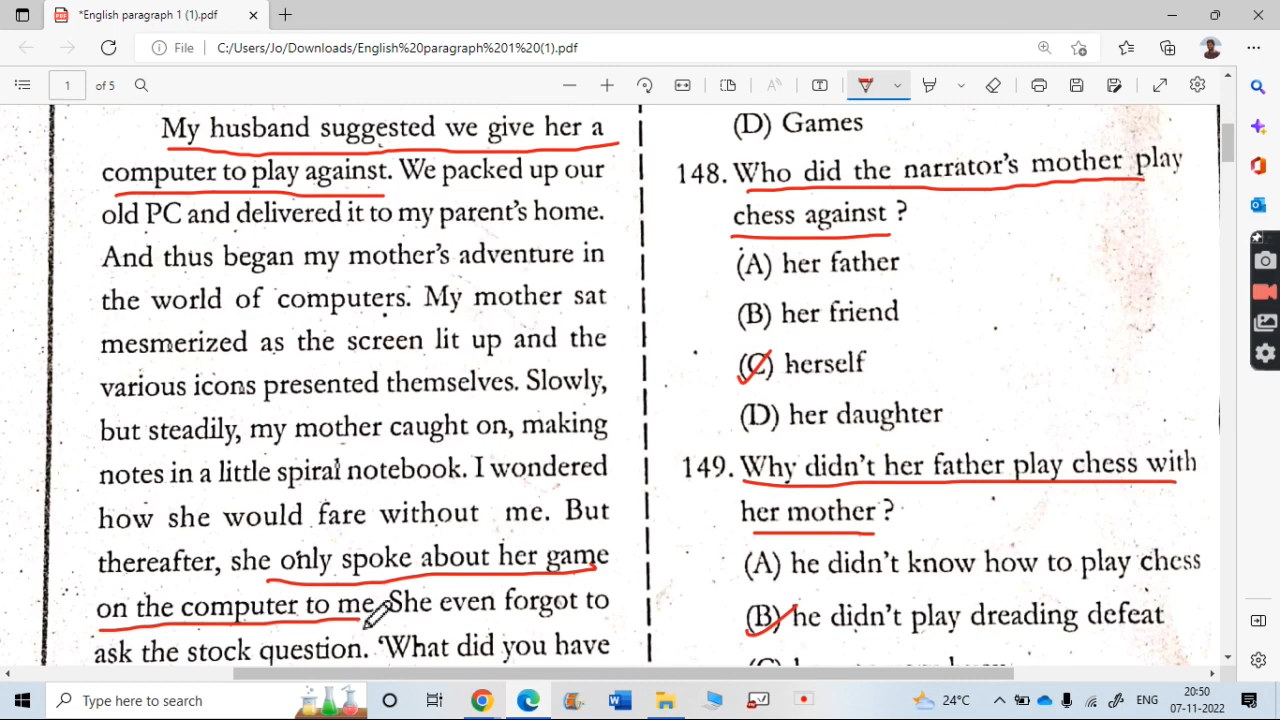 *English paragraph 1 (1).pdf
File
C:/Users/Jo/Downloads/English%20paragraph%201%20(1).pdf
1 of 5
My husband suggested we give her a
computer to play against. We packed up our
old PC and delivered it to my parent's home.
And thus began my mother's adventure in
the world of computers. My mother sat
mesmerized as the screen lit up and the
various icons presented themselves. Slowly,
but steadily, my mother caught on, making
notes in a little spiral notebook. I wondered
how she would fare without me. But
thereafter, she only spoke about her game
on the computer to me. She even forgot to
ask the stock question. 'What did you have
(D) Games
148. Who did the narrator's mother play
chess against ?
(A) her father
(B) her friend
(C) herself
(D) her daughter
149. Why didn't her father play chess with
her mother ?
(A) he didn't know how to play chess
(B) he didn't play dreading defeat
Type here to search
24°C
ENG
20:50
07-11-2022